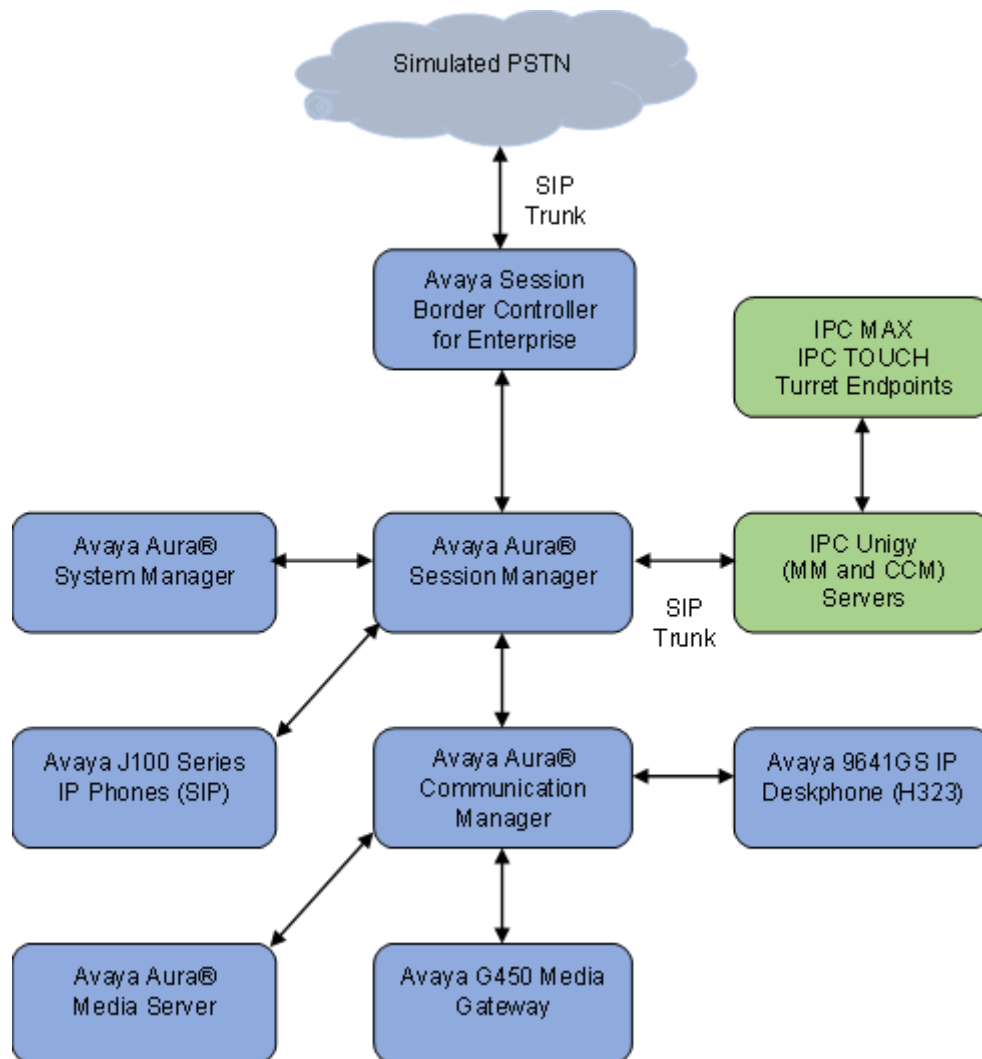 Simulated PSTN
SIP
Trunk
Avaya Session
Border Controller
for Enterprise
IPC MAX
IPC TOUCH
Turret Endpoints
Avaya Aura®
System Manager
Avaya Aura®
Session Manager
SIP
Trunk
IPC Unigy
(MM and CCM)
Servers
Avaya J100 Series
IP Phones (SIP)
Avaya Aura®
Communication
Manager
Avaya 9641GS IP
Deskphone (H323)
Avaya Aura®
Media Server
Avaya G450 Media
Gateway